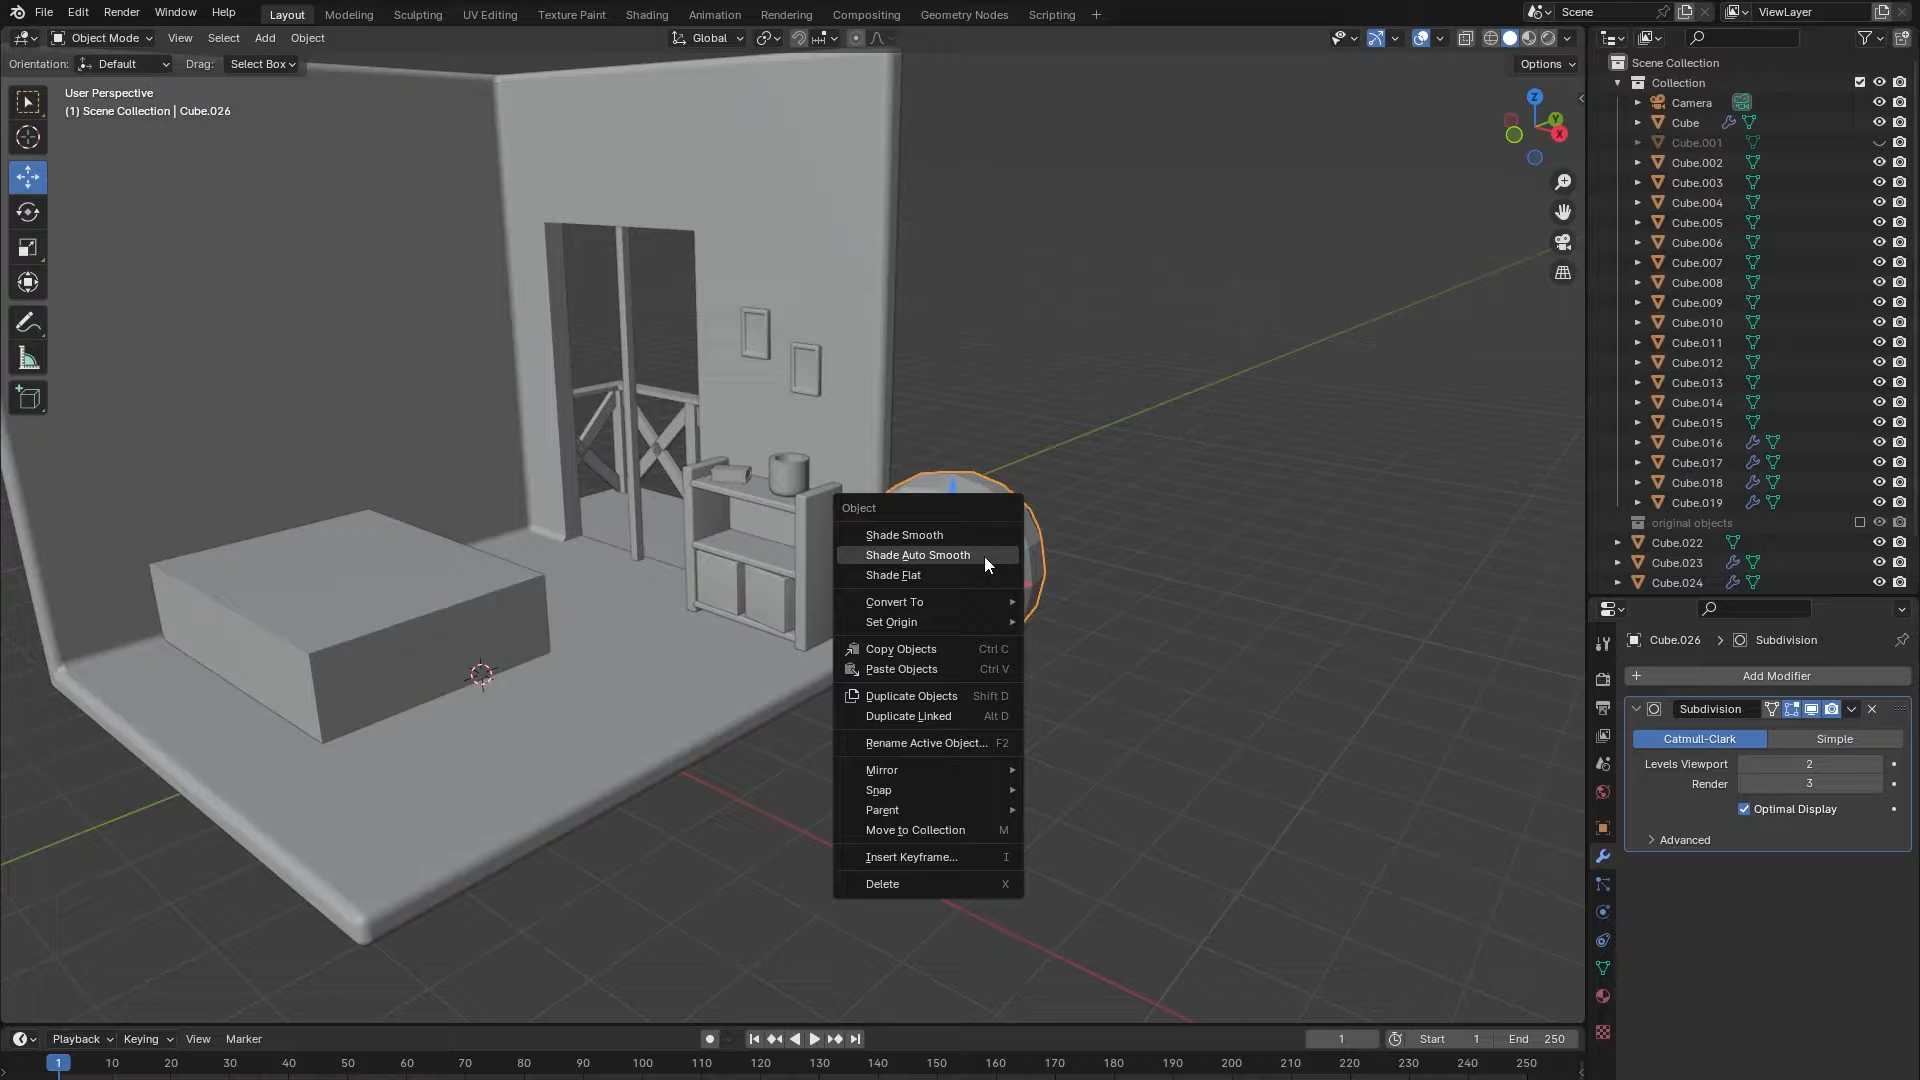 File Edit Render Window Help Layout Modeling Sculpting UV Editing Texture Paint Shading Animation Rendering Compositing Geometry Nodes Scripting + Scene ViewLayer
Object Mode View Select Add Object Global
Orientation: Default Drag: Select Box Options
User Perspective
(1) Scene Collection | Cube.026
Z
Y
X
Object
Shade Smooth
Shade Auto Smooth
Shade Flat
Convert To
Set Origin
Copy Objects Ctrl C
Paste Objects Ctrl V
Duplicate Objects Shift D
Duplicate Linked Alt D
Rename Active Object... F2
Mirror
Snap
Parent
Move to Collection M
Insert Keyframe... I
Delete X
Scene Collection
Collection
Camera
Cube
Cube.001
Cube.002
Cube.003
Cube.004
Cube.005
Cube.006
Cube.007
Cube.008
Cube.009
Cube.010
Cube.011
Cube.012
Cube.013
Cube.014
Cube.015
Cube.016
Cube.017
Cube.018
Cube.019
original objects
Cube.022
Cube.023
Cube.024
Cube.026 > Subdivision
+ Add Modifier
Subdivision
Catmull-Clark Simple
Levels Viewport 2
Render 3
Optimal Display
Advanced
Playback Keying View Marker 1 Start 1 End 250
1 10 20 30 40 50 60 70 80 90 100 110 120 130 140 150 160 170 180 190 200 210 220 230 240 250